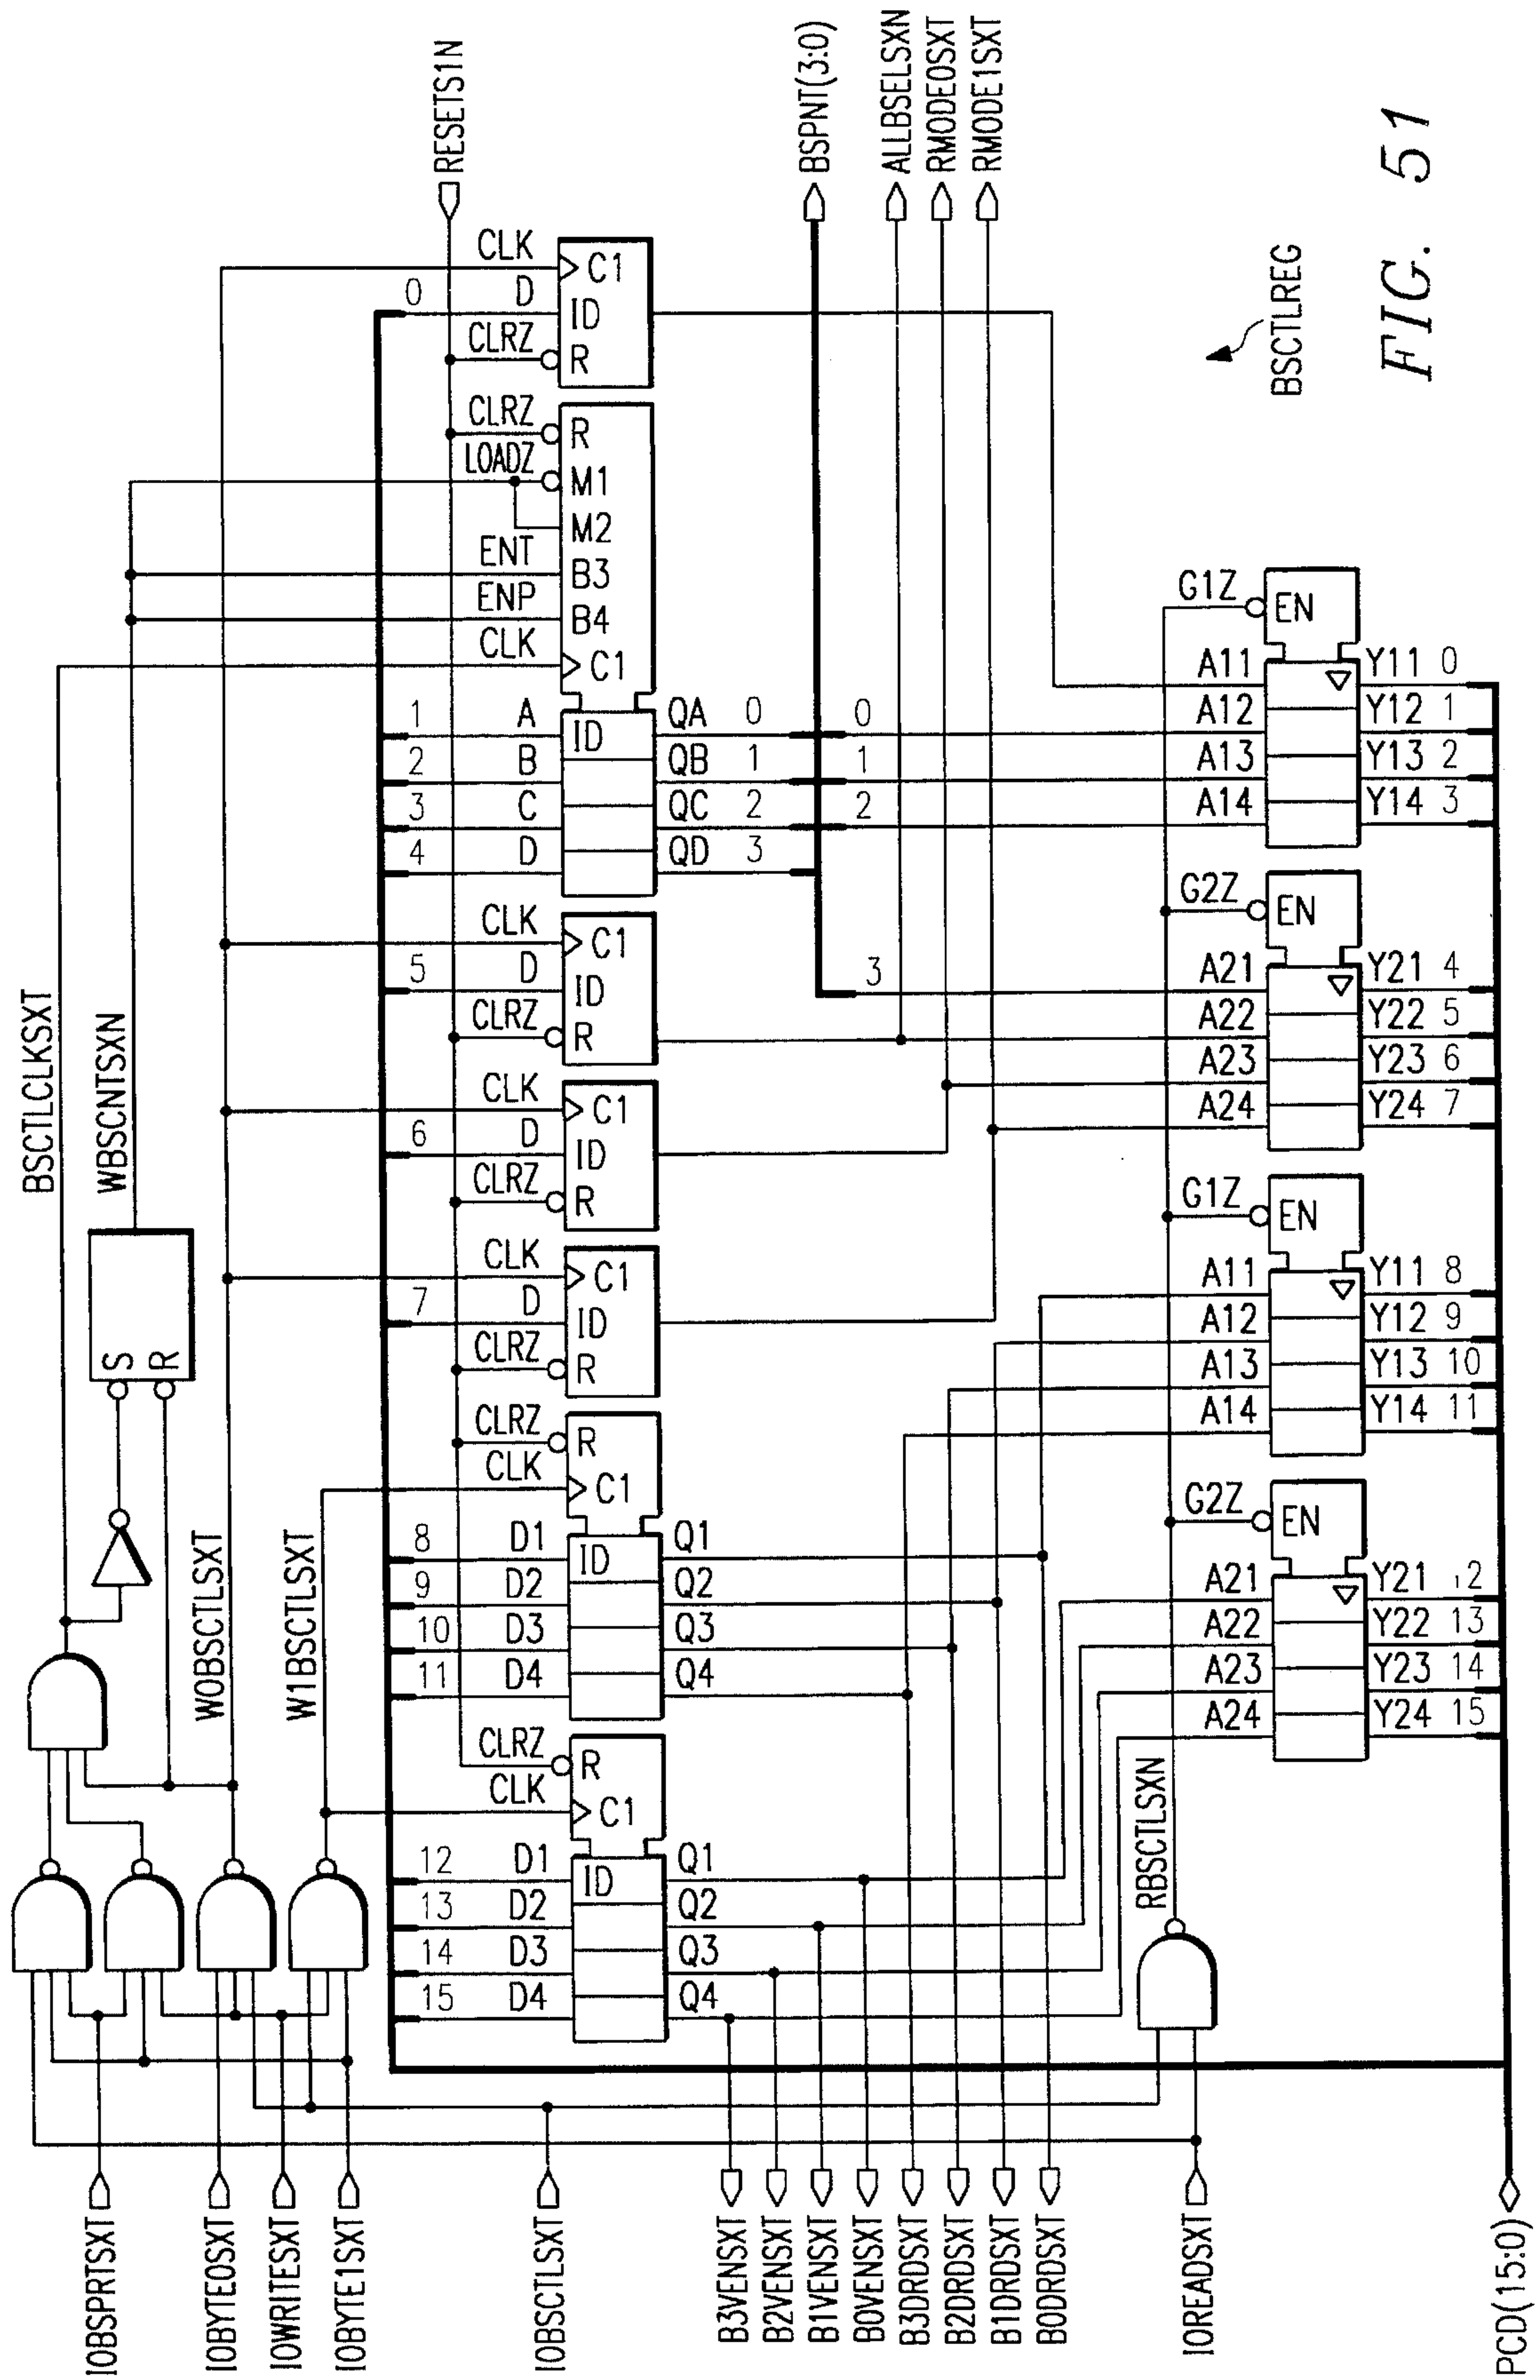 RESETS1N
BSPNT(3:0)
ALLBSELSXN
RMODE0SXT
RMODE1SXT
BSCTLREG
FIG. 51
BSCTLCLKSXT
WBSCNTSXN
W0BSCTLSXT
W1BSCTLSXT
S
R
0
CLK
D
CLRZ
C1
ID
R
CLRZ
LOADZ
ENT
ENP
CLK
R
M1
M2
B3
B4
C1
1 A ID QA 0 0
2 B QB 1 1
3 C QC 2 2
4 D QD 3 3
CLK
5 D
CLRZ
C1
ID
R
CLK
6 D
CLRZ
C1
ID
R
CLK
7 D
CLRZ
C1
ID
R
CLRZ
CLK
R
C1
8 D1 ID Q1
9 D2 Q2
10 D3 Q3
11 D4 Q4
CLRZ
CLK
R
C1
12 D1 ID Q1
13 D2 Q2
14 D3 Q3
15 D4 Q4
G1Z EN
A11 Y11 0
A12 Y12 1
A13 Y13 2
A14 Y14 3
G2Z EN
A21 Y21 4
A22 Y22 5
A23 Y23 6
A24 Y24 7
G1Z EN
A11 Y11 8
A12 Y12 9
A13 Y13 10
A14 Y14 11
G2Z EN
A21 Y21 12
A22 Y22 13
A23 Y23 14
A24 Y24 15
RBSCTLSXN
IOBSPRTSXT
IOBYTE0SXT
IOWRITESXT
IOBYTE1SXT
IOBSCTLSXT
B3VENSXT
B2VENSXT
B1VENSXT
B0VENSXT
B3DRDSXT
B2DRDSXT
B1DRDSXT
B0DRDSXT
IOREADSXT
PCD(15:0)